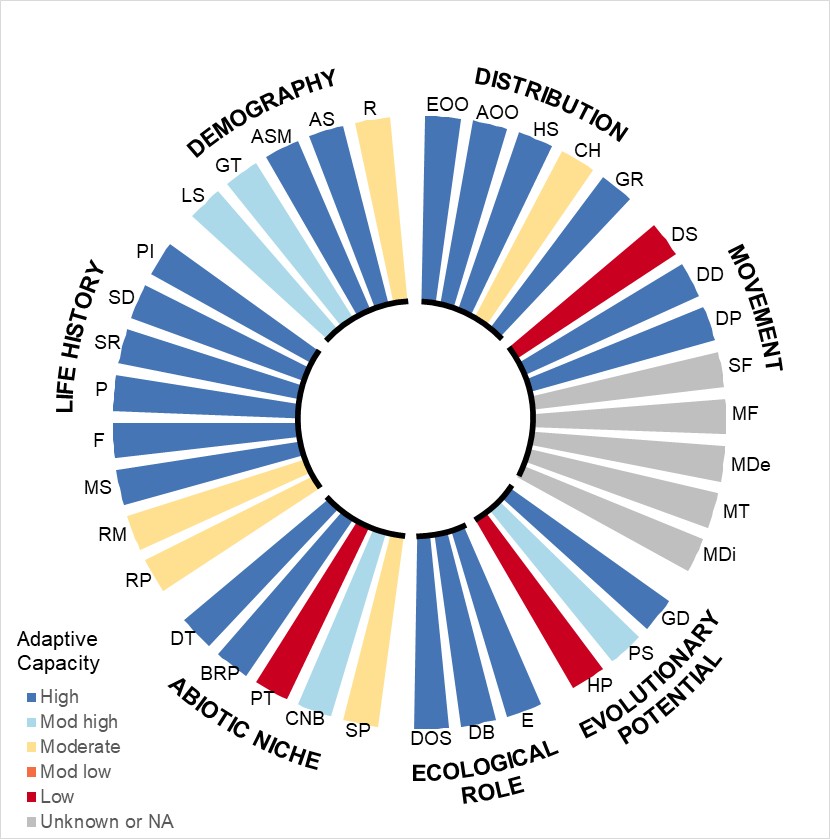 DEMOGRAPHY
DISTRIBUTION
MOVEMENT
EVOLUTIONARY
POTENTIAL
ECOLOGICAL
ROLE
ABIOTIC NICHE
LIFE HISTORY
EOO
AOO
HS
CH
GR
DS
DD
DP
SF
MF
MDe
MT
MDi
GD
PS
HP
E
DB
DOS
SP
CNB
PT
BRP
DT
RP
RM
MS
F
P
SR
SD
PI
LS
GT
ASM
AS
R
Adaptive
Capacity
High
Mod high
Moderate
Mod low
Low
Unknown or NA